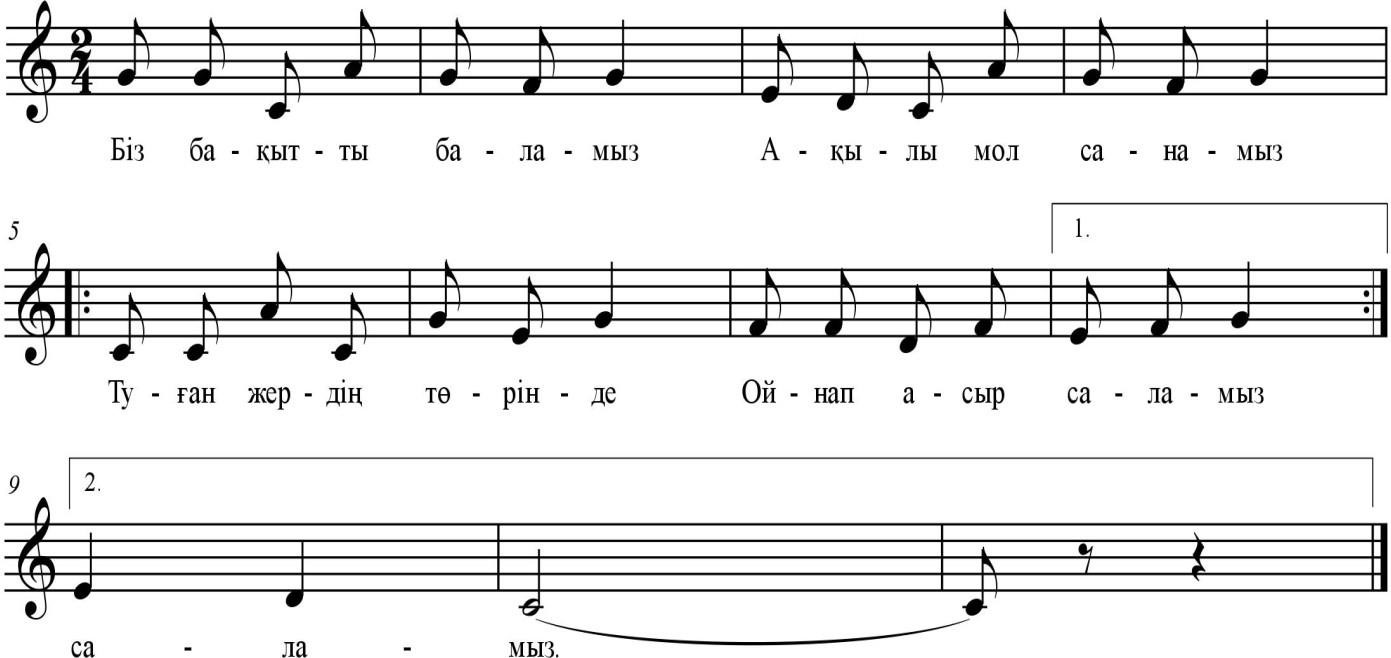 2
4
Біз ба - қыт - ты ба - ла - мыз А - қы - лы мол са - на - мыз
5
1.
Ту - ған жер - дің тө - рін - де Ой - нап а - сыр са - ла - мыз
9
2.
са - ла - мыз.